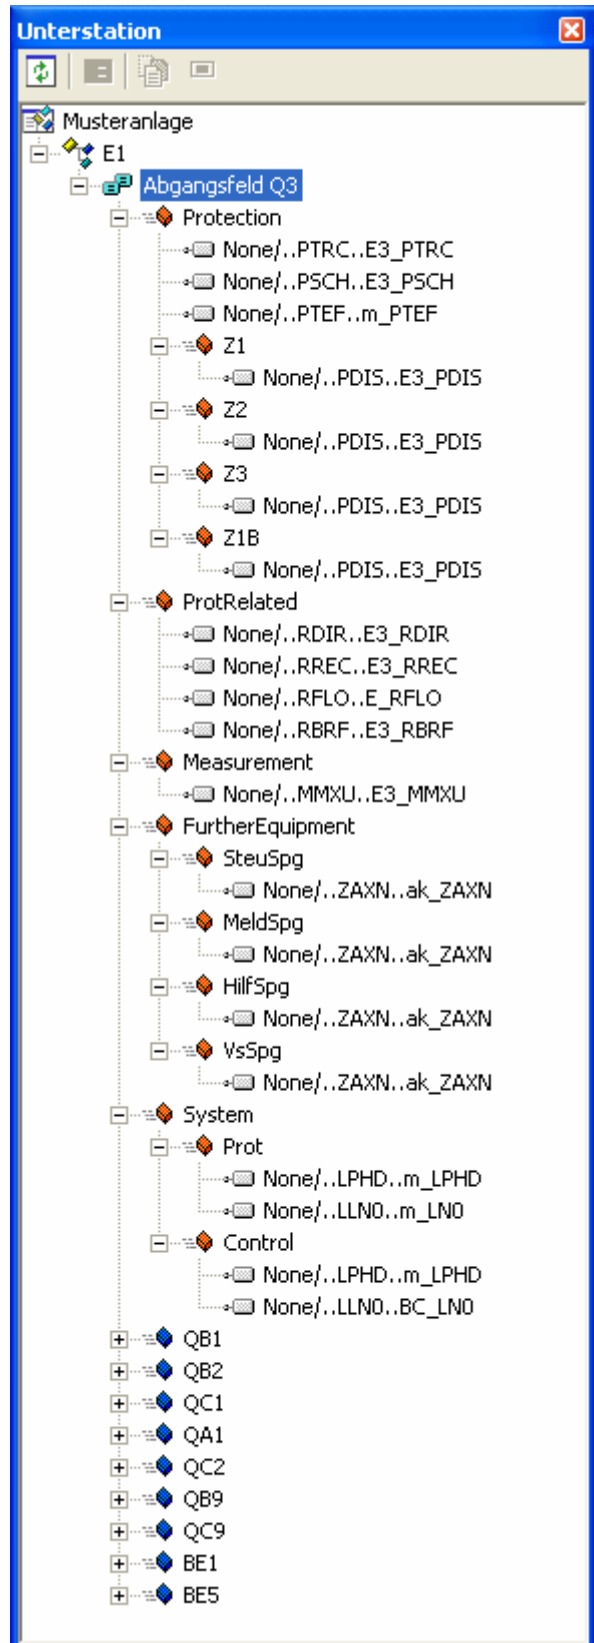 Unterstation
Musteranlage
E1
Abgangsfeld Q3
Protection
None/..PTRC..E3_PTRC
None/..PSCH..E3_PSCH
None/..PTEF..m_PTEF
Z1
None/..PDIS..E3_PDIS
Z2
None/..PDIS..E3_PDIS
Z3
None/..PDIS..E3_PDIS
Z1B
None/..PDIS..E3_PDIS
ProtRelated
None/..RDIR..E3_RDIR
None/..RREC..E3_RREC
None/..RFLO..E_RFLO
None/..RBRF..E3_RBRF
Measurement
None/..MMXU..E3_MMXU
FurtherEquipment
SteuSpg
None/..ZAXN..ak_ZAXN
MeldSpg
None/..ZAXN..ak_ZAXN
HilfSpg
None/..ZAXN..ak_ZAXN
VsSpg
None/..ZAXN..ak_ZAXN
System
Prot
None/..LPHD..m_LPHD
None/..LLN0..m_LN0
Control
None/..LPHD..m_LPHD
None/..LLN0..BC_LN0
QB1
QB2
QC1
QA1
QC2
QB9
QC9
BE1
BE5